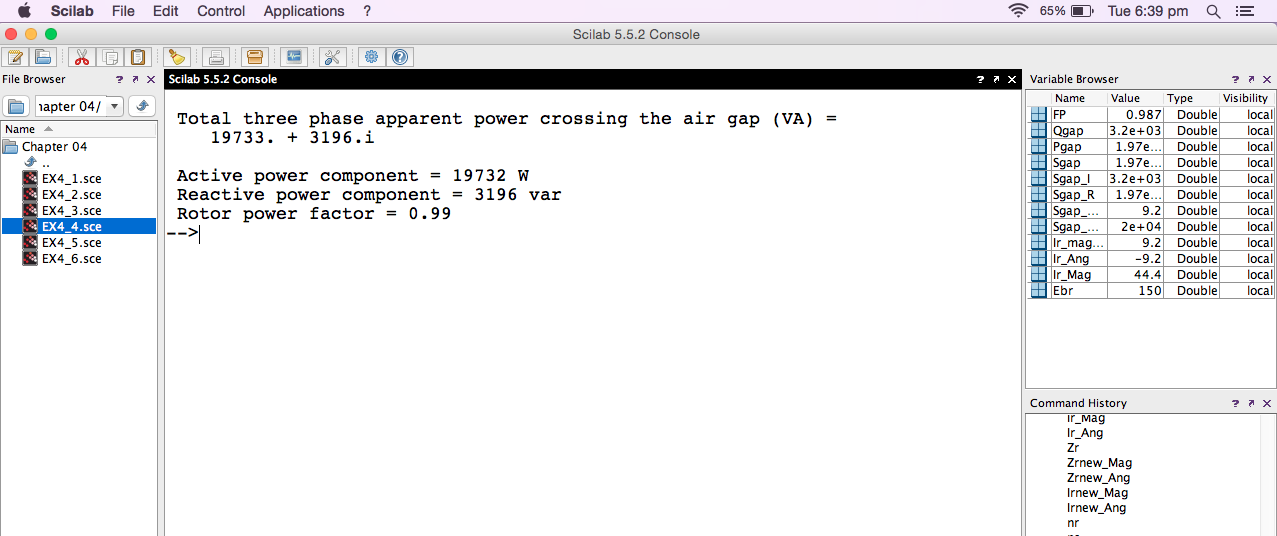 Scilab File Edit Control Applications ? 65% Tue 6:39 pm
Scilab 5.5.2 Console
File Browser ? ↗ ×
hapter 04/
Name
Chapter 04
..
EX4_1.sce
EX4_2.sce
EX4_3.sce
EX4_4.sce
EX4_5.sce
EX4_6.sce
Scilab 5.5.2 Console ? ↗ ×
Total three phase apparent power crossing the air gap (VA) =
19733. + 3196.i
Active power component = 19732 W
Reactive power component = 3196 var
Rotor power factor = 0.99
-->
Variable Browser ? ↗ ×
Name Value Type Visibility
FP 0.987 Double local
Qgap 3.2e+03 Double local
Pgap 1.97e... Double local
Sgap 1.97e... Double local
Sgap_I 3.2e+03 Double local
Sgap_R 1.97e... Double local
Sgap_... 9.2 Double local
Sgap_... 2e+04 Double local
Ir_mag... 9.2 Double local
Ir_Ang -9.2 Double local
Ir_Mag 44.4 Double local
Ebr 150 Double local
Command History ? ↗ ×
Ir_Mag
Ir_Ang
Zr
Zrnew_Mag
Zrnew_Ang
Irnew_Mag
Irnew_Ang
nr